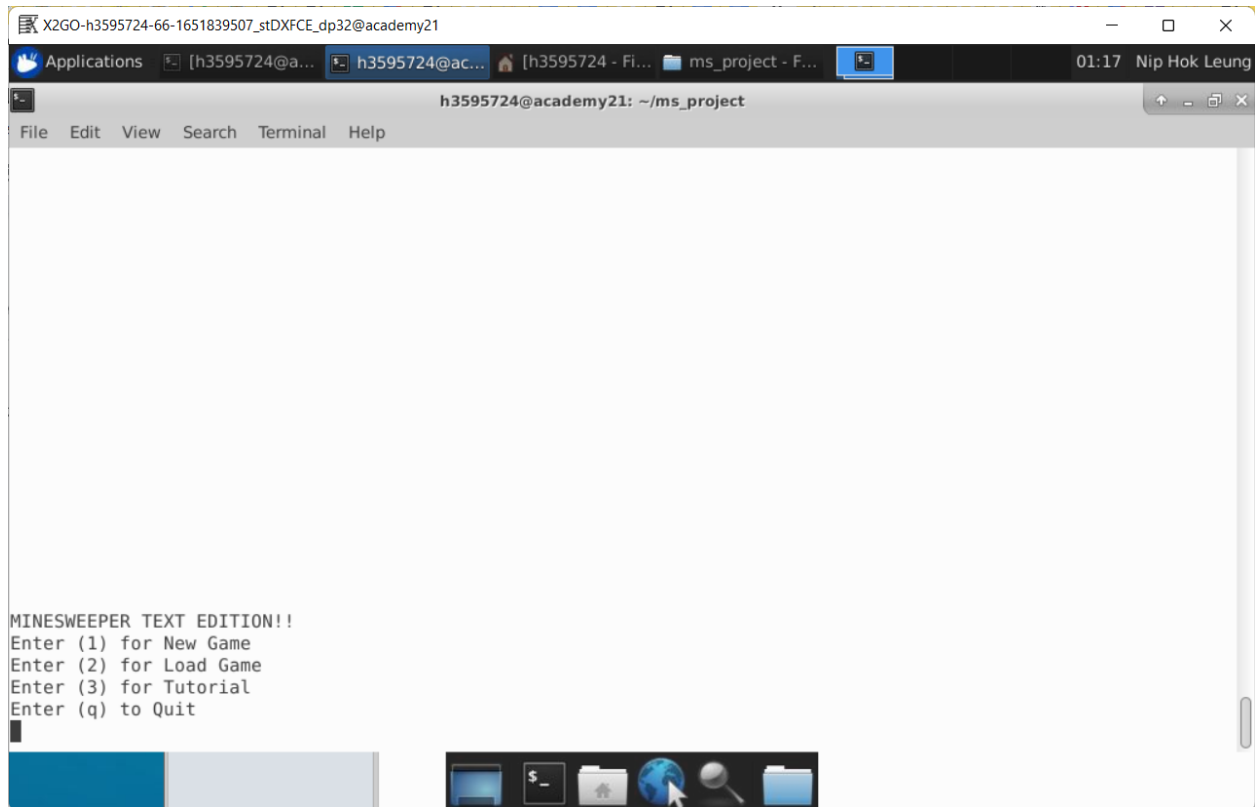 X2GO-h3595724-66-1651839507_stDXFCE_dp32@academy21
Applications [h3595724@a... h3595724@ac... [h3595724 - Fi... ms_project - F... 01:17 Nip Hok Leung
h3595724@academy21: ~/ms_project
File Edit View Search Terminal Help
MINESWEEPER TEXT EDITION!!
Enter (1) for New Game
Enter (2) for Load Game
Enter (3) for Tutorial
Enter (q) to Quit